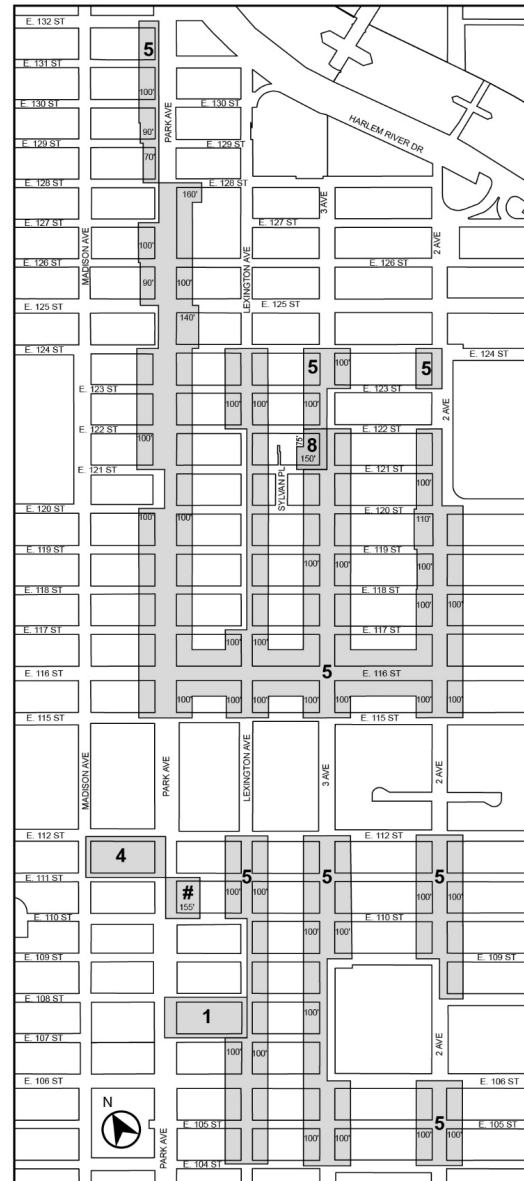 E. 132 ST
5
E. 131 ST
100'
E. 130 ST
PARK AVE
E. 130 ST
HARLEM RIVER DR
90'
E. 129 ST
E. 129 ST
70'
E. 128 ST
E. 128 ST
160'
3 AVE
E. 127 ST
E. 127 ST
MADISON AVE
100'
LEXINGTON AVE
2 AVE
E. 126 ST
E. 126 ST
90'
100'
E. 125 ST
E. 125 ST
140'
E. 124 ST
E. 124 ST
5
100'
5
E. 123 ST
E. 123 ST
100'
100'
100'
2 AVE
E. 122 ST
E. 122 ST
100'
75'
8
150'
E. 121 ST
E. 121 ST
SYLVAN PL
100'
E. 120 ST
E. 120 ST
100'
100'
110'
E. 119 ST
E. 119 ST
100'
100'
100'
E. 118 ST
E. 118 ST
100'
100'
E. 117 ST
E. 117 ST
100'
100'
5
E. 116 ST
E. 116 ST
100'
100'
100'
100'
100'
100'
100'
100'
E. 115 ST
E. 115 ST
MADISON AVE
PARK AVE
LEXINGTON AVE
3 AVE
2 AVE
E. 112 ST
E. 112 ST
4
5
5
5
E. 111 ST
#
155'
100'
100'
100'
100'
100'
100'
E. 110 ST
E. 110 ST
100'
100'
E. 109 ST
E. 109 ST
E. 108 ST
1
100'
E. 107 ST
2 AVE
100'
100'
E. 106 ST
E. 106 ST
N
5
E. 105 ST
E. 105 ST
PARK AVE
100'
100'
100'
100'
100'
E. 104 ST